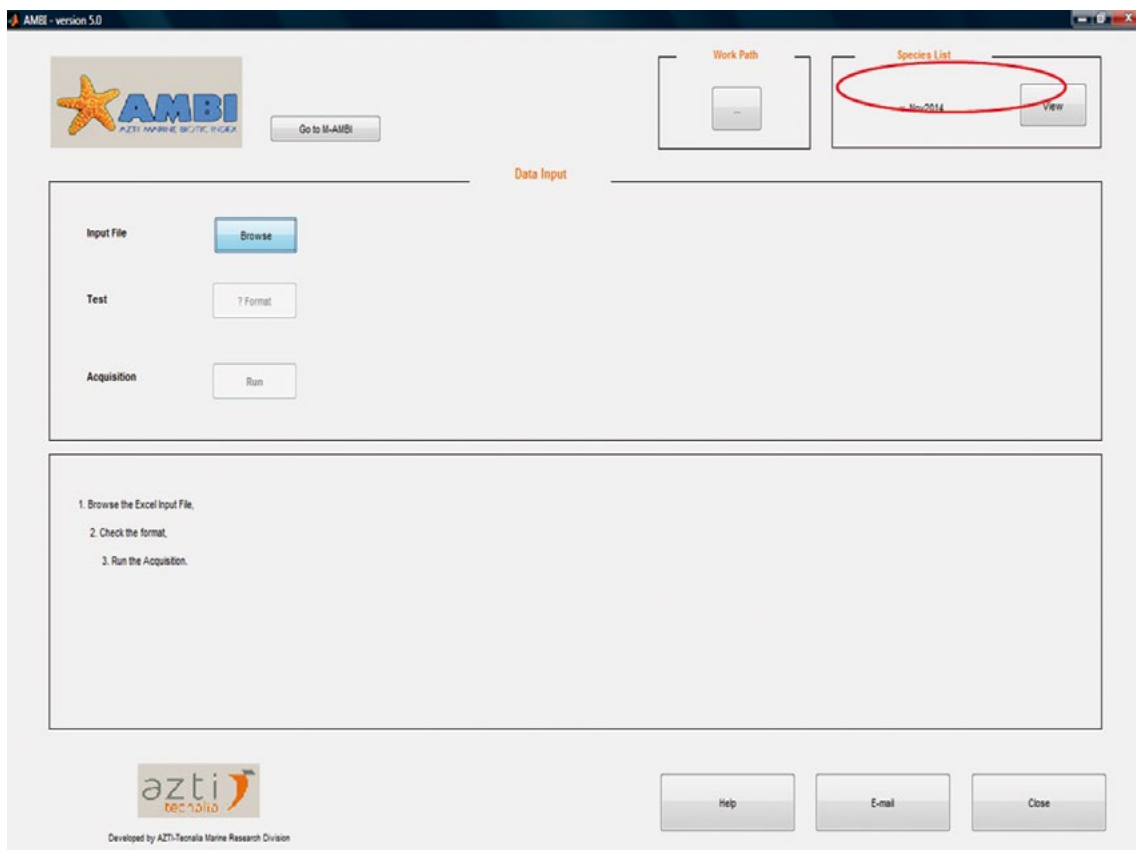 AMBI - version 5.0
Work Path
Species List
AMBI
AZTI MARINE BIOTIC INDEX
Go to M-AMBI
...
v. Nov2014
View
Data Input
Input File
Browse
Test
? Format
Acquisition
Run
1. Browse the Excel Input File,
2. Check the format,
3. Run the Acquisition.
azti
tecnalia
Developed by AZTI-Tecnalia Marine Research Division
Help
E-mail
Close